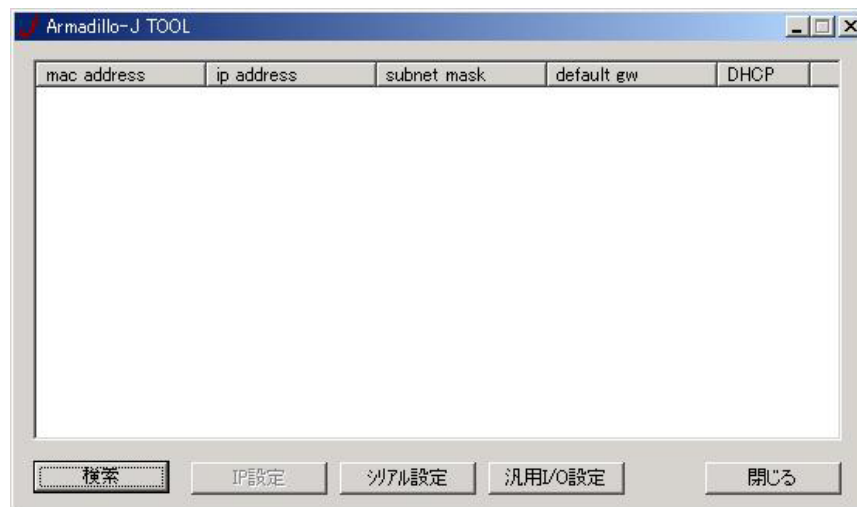 Armadillo-J TOOL
mac address ip address subnet mask default gw DHCP
検索 IP設定 ｼﾘｱﾙ設定 汎用I/O設定 閉じる